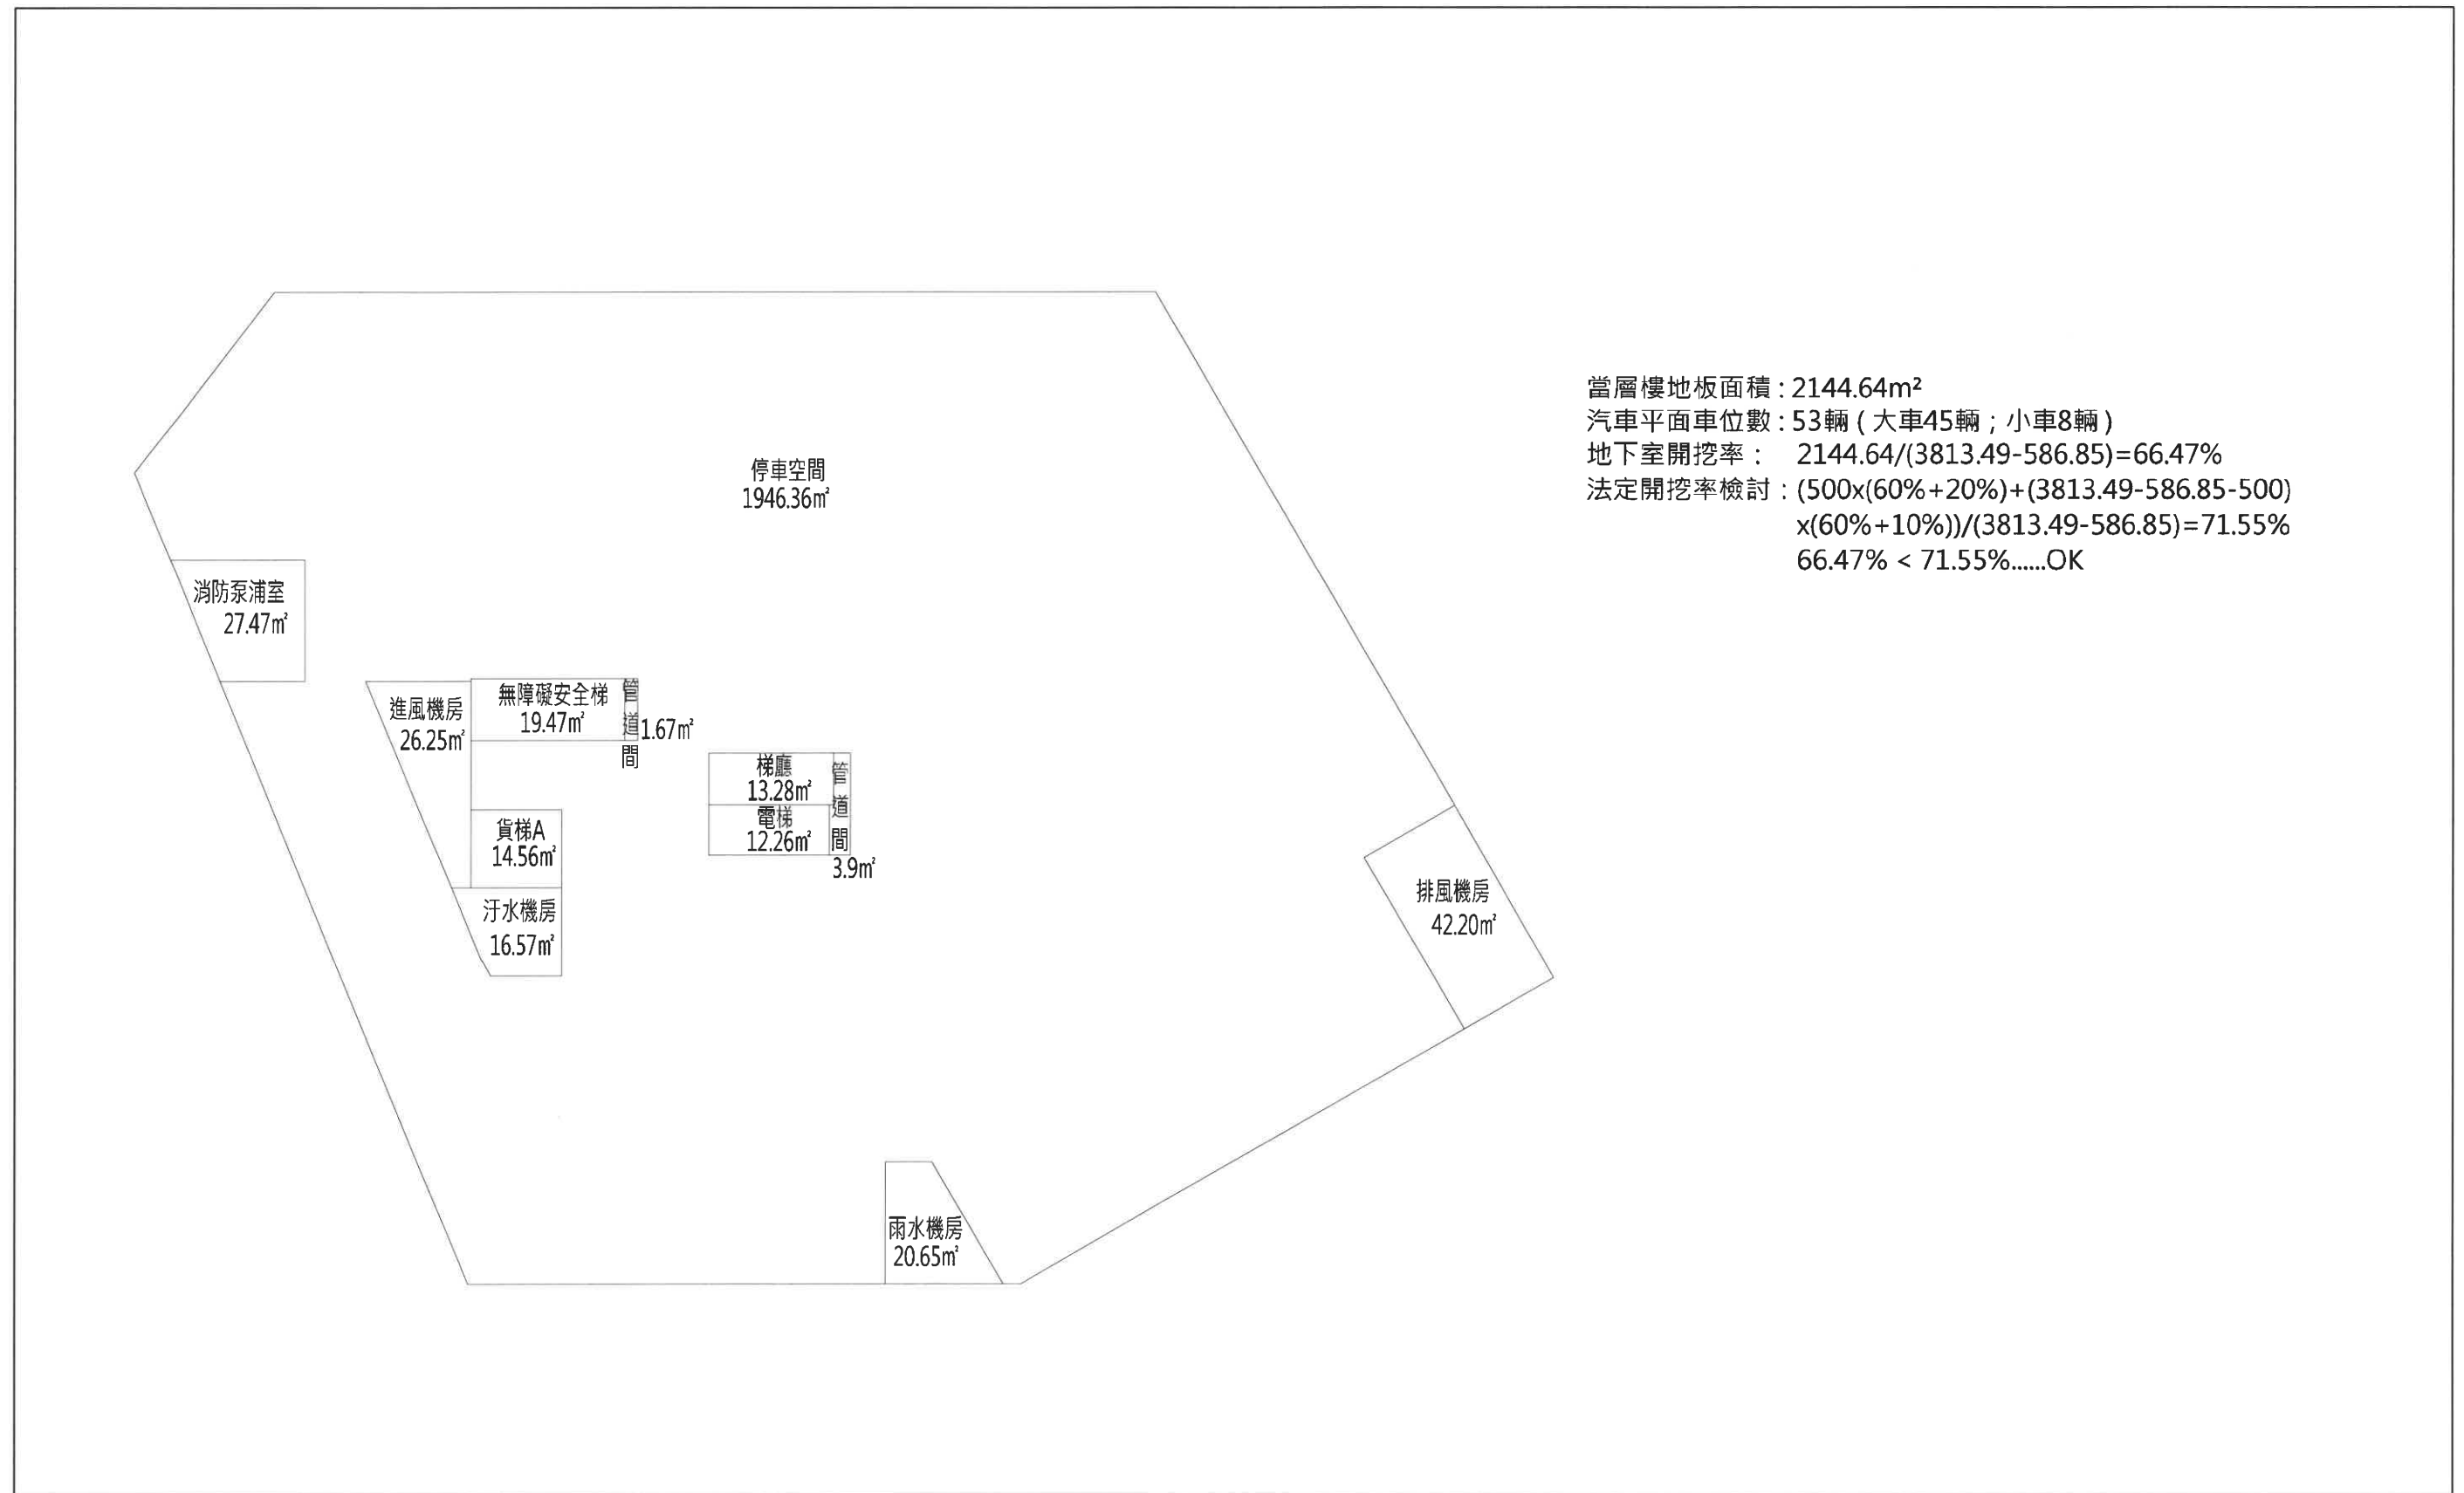 當層樓地板面積：2144.64m²
汽車平面車位數：53輛（大車45輛；小車8輛）
地下室開挖率： 2144.64/(3813.49-586.85)=66.47%
法定開挖率檢討：(500x(60%+20%)+(3813.49-586.85-500)
x(60%+10%))/(3813.49-586.85)=71.55%
66.47% < 71.55%......OK
停車空間
1946.36㎡
消防泵浦室
27.47㎡
進風機房
26.25㎡
無障礙安全梯
19.47㎡
管道間
1.67㎡
梯廳
13.28㎡
電梯
12.26㎡
管道間
3.9㎡
貨梯A
14.56㎡
汙水機房
16.57㎡
排風機房
42.20㎡
雨水機房
20.65㎡